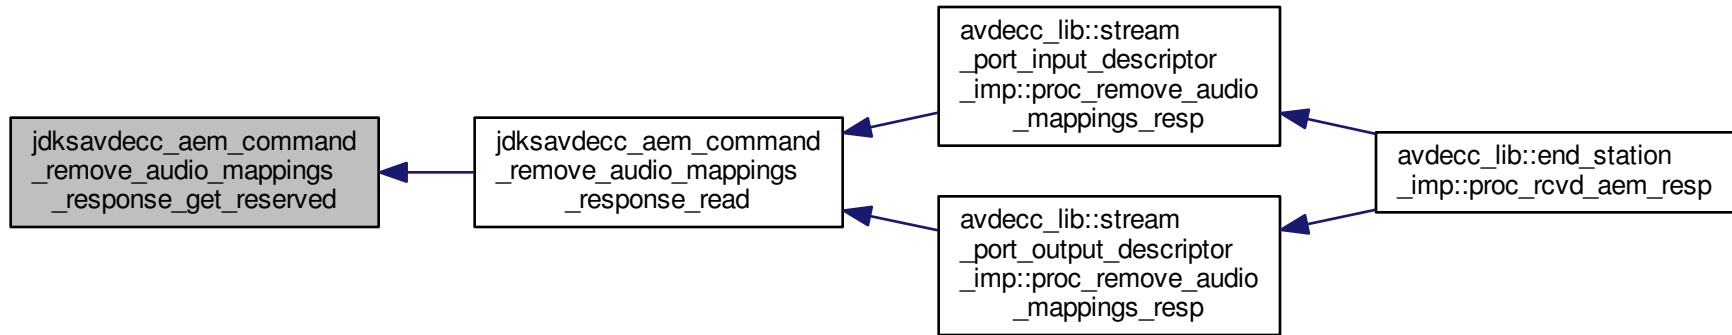 jdksavdecc_aem_command
_remove_audio_mappings
_response_get_reserved
jdksavdecc_aem_command
_remove_audio_mappings
_response_read
avdecc_lib::stream
_port_input_descriptor
_imp::proc_remove_audio
_mappings_resp
avdecc_lib::stream
_port_output_descriptor
_imp::proc_remove_audio
_mappings_resp
avdecc_lib::end_station
_imp::proc_rcvd_aem_resp